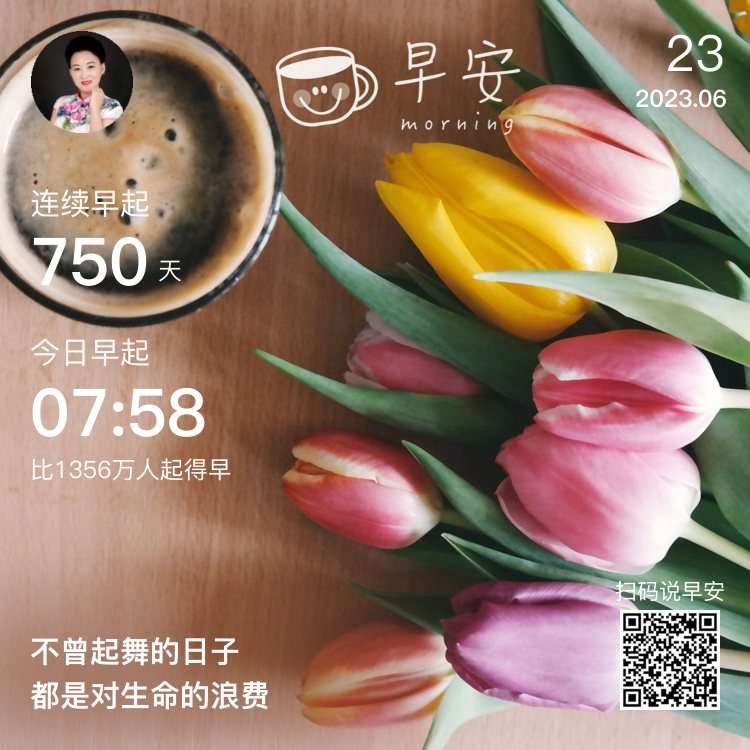 早安
morning
23
2023.06
连续早起
750 天
今日早起
07:58
比1356万人起得早
扫码说早安
不曾起舞的日子
都是对生命的浪费